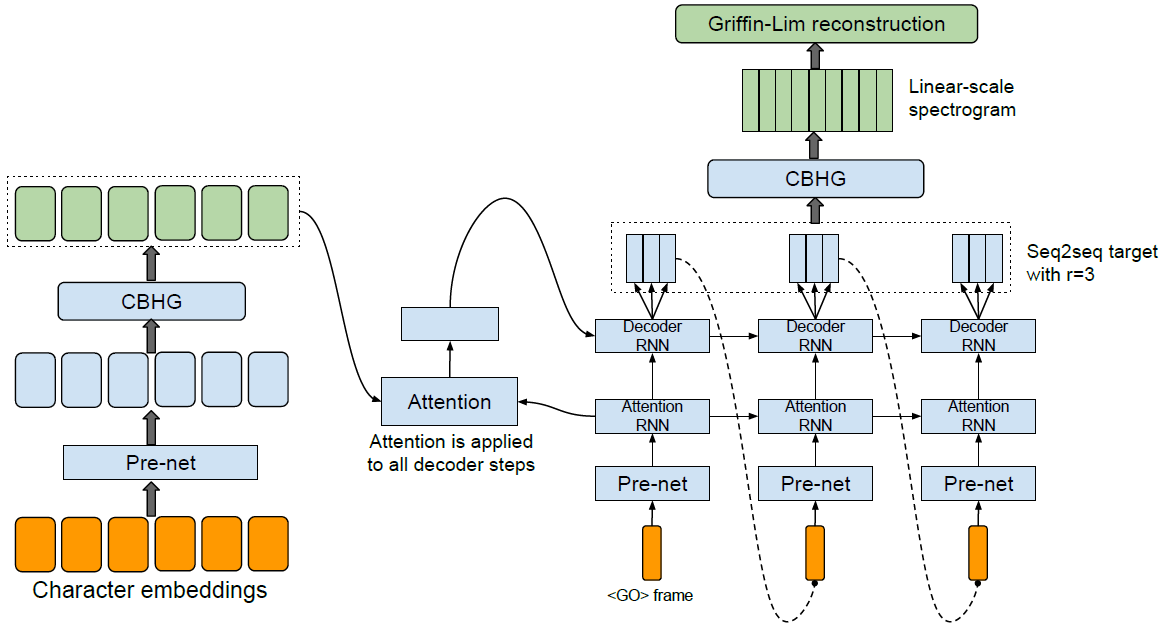 Griffin-Lim reconstruction
Linear-scale
spectrogram
CBHG
Seq2seq target
with r=3
CBHG
Decoder
RNN
Decoder
RNN
Decoder
RNN
Attention
Attention is applied
to all decoder steps
Attention
RNN
Attention
RNN
Attention
RNN
Pre-net
Pre-net
Pre-net
Pre-net
Character embeddings
<GO> frame